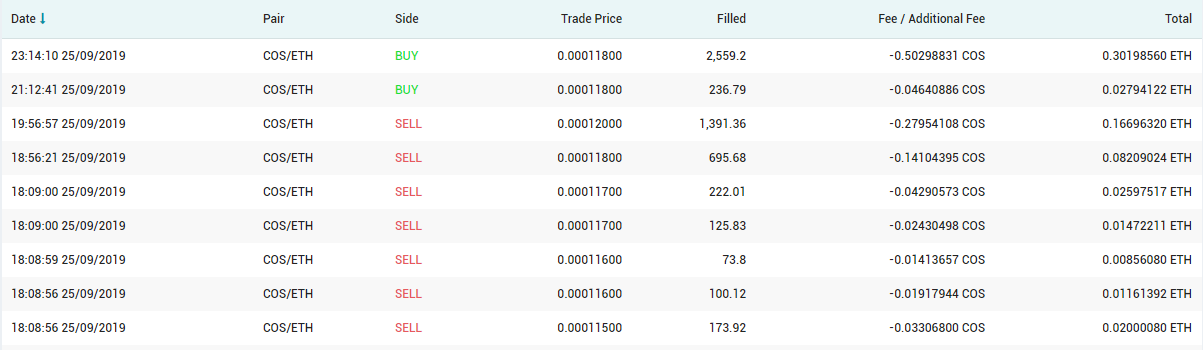 Date ↓ Pair Side Trade Price Filled Fee / Additional Fee Total
23:14:10 25/09/2019 COS/ETH BUY 0.00011800 2,559.2 -0.50298831 COS 0.30198560 ETH
21:12:41 25/09/2019 COS/ETH BUY 0.00011800 236.79 -0.04640886 COS 0.02794122 ETH
19:56:57 25/09/2019 COS/ETH SELL 0.00012000 1,391.36 -0.27954108 COS 0.16696320 ETH
18:56:21 25/09/2019 COS/ETH SELL 0.00011800 695.68 -0.14104395 COS 0.08209024 ETH
18:09:00 25/09/2019 COS/ETH SELL 0.00011700 222.01 -0.04290573 COS 0.02597517 ETH
18:09:00 25/09/2019 COS/ETH SELL 0.00011700 125.83 -0.02430498 COS 0.01472211 ETH
18:08:59 25/09/2019 COS/ETH SELL 0.00011600 73.8 -0.01413657 COS 0.00856080 ETH
18:08:56 25/09/2019 COS/ETH SELL 0.00011600 100.12 -0.01917944 COS 0.01161392 ETH
18:08:56 25/09/2019 COS/ETH SELL 0.00011500 173.92 -0.03306800 COS 0.02000080 ETH